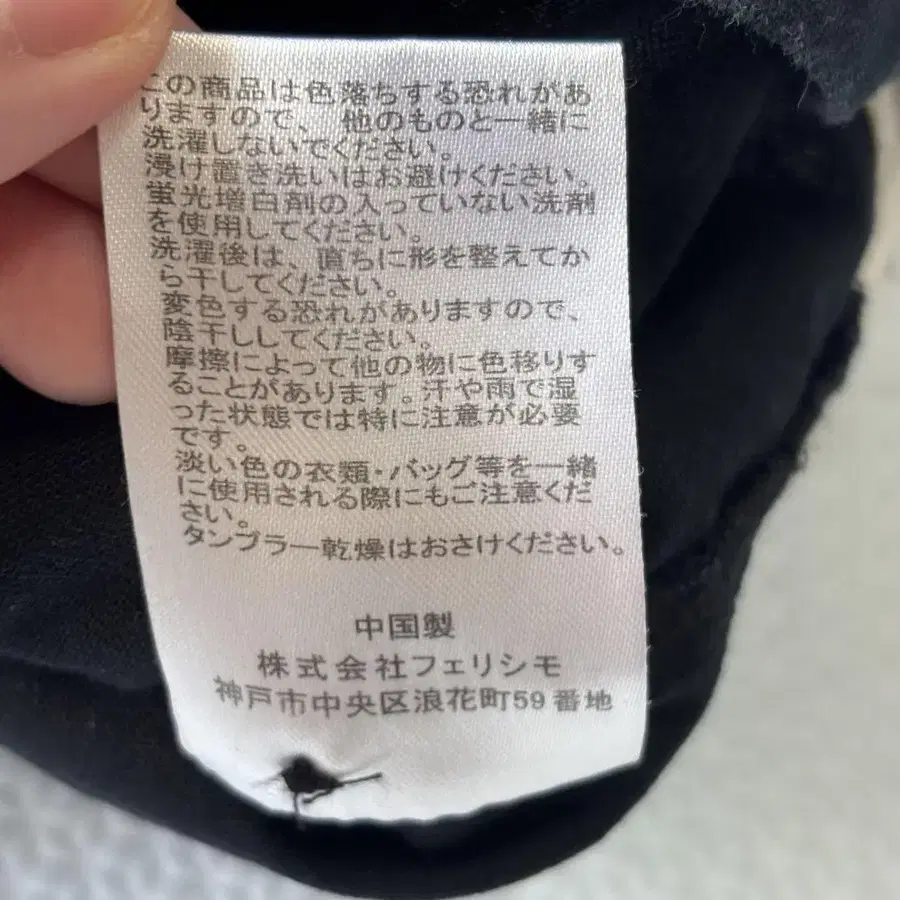 この商品は色落ちする恐れがあ
りますので、他のものと一緒に
洗濯しないでください。
浸け置き洗いはお避けください。
蛍光増白剤の入っていない洗剤
を使用してください。
洗濯後は、直ちに形を整えてか
ら干してください。
変色する恐れがありますので、
陰干ししてください。
摩擦によって他の物に色移りす
ることがあります。汗や雨で湿
った状態では特に注意が必要
です。
淡い色の衣類・バッグ等を一緒
に使用される際にもご注意くだ
さい。
タンブラー乾燥はおさけください。
中国製
株式会社フェリシモ
神戸市中央区浪花町59番地